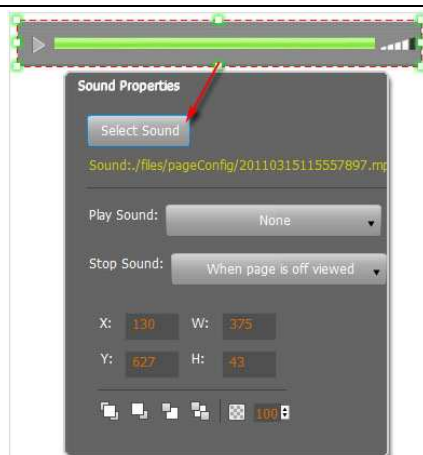 Sound Properties
Select Sound
Sound:./files/pageConfig/20110315115557897.mp
Play Sound: None
Stop Sound: When page is off viewed
X: 130 W: 375
Y: 627 H: 43
100